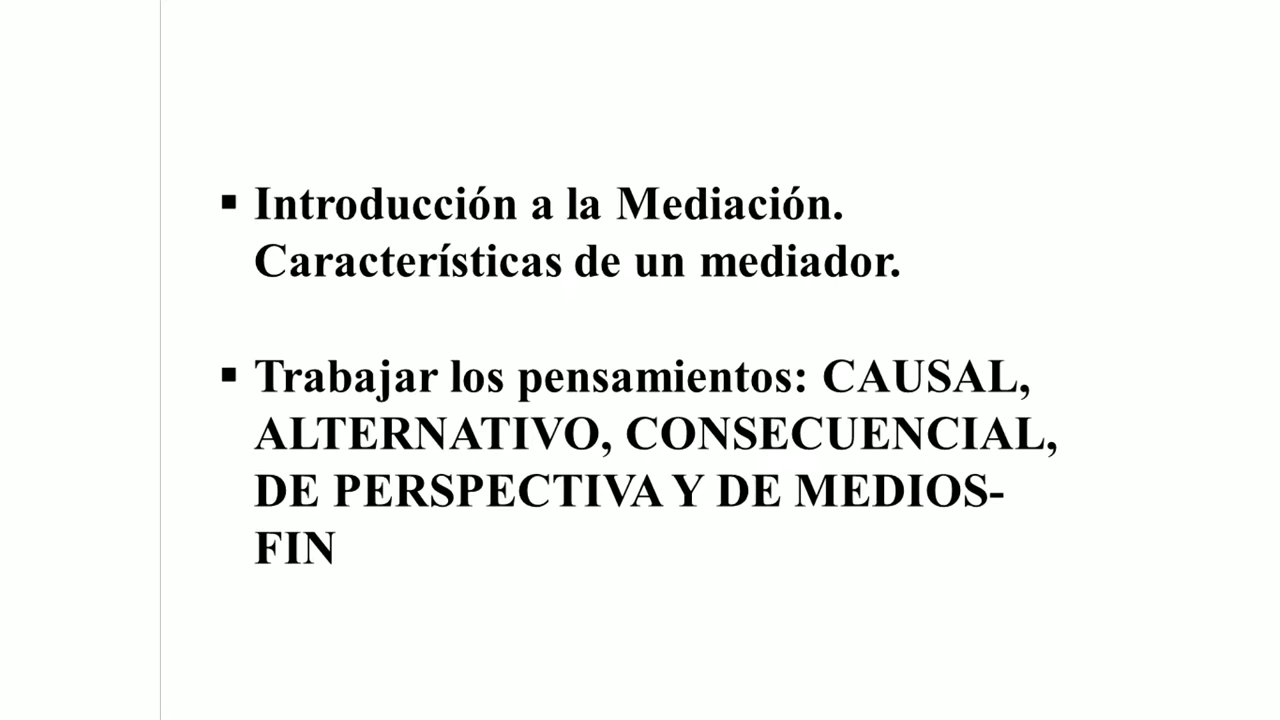 ▪ Introducción a la Mediación.
Características de un mediador.
▪ Trabajar los pensamientos: CAUSAL,
ALTERNATIVO, CONSECUENCIAL,
DE PERSPECTIVA Y DE MEDIOS-
FIN